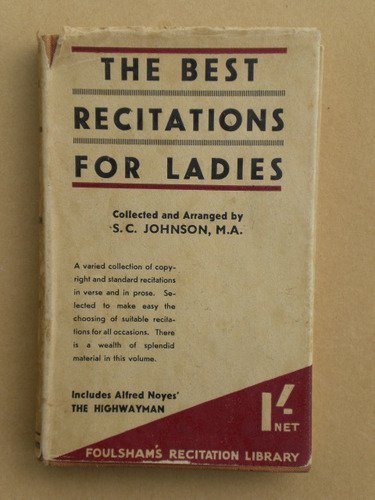 THE BEST
RECITATIONS
FOR LADIES
Collected and Arranged by
S. C. JOHNSON, M.A.
A varied collection of copy-
right and standard recitations
in verse and in prose. Se-
lected to make easy the
choosing of suitable recita-
tions for all occasions. There
is a wealth of splendid
material in this volume.
Includes Alfred Noyes'
THE HIGHWAYMAN
1/-
NET
FOULSHAM'S RECITATION LIBRARY